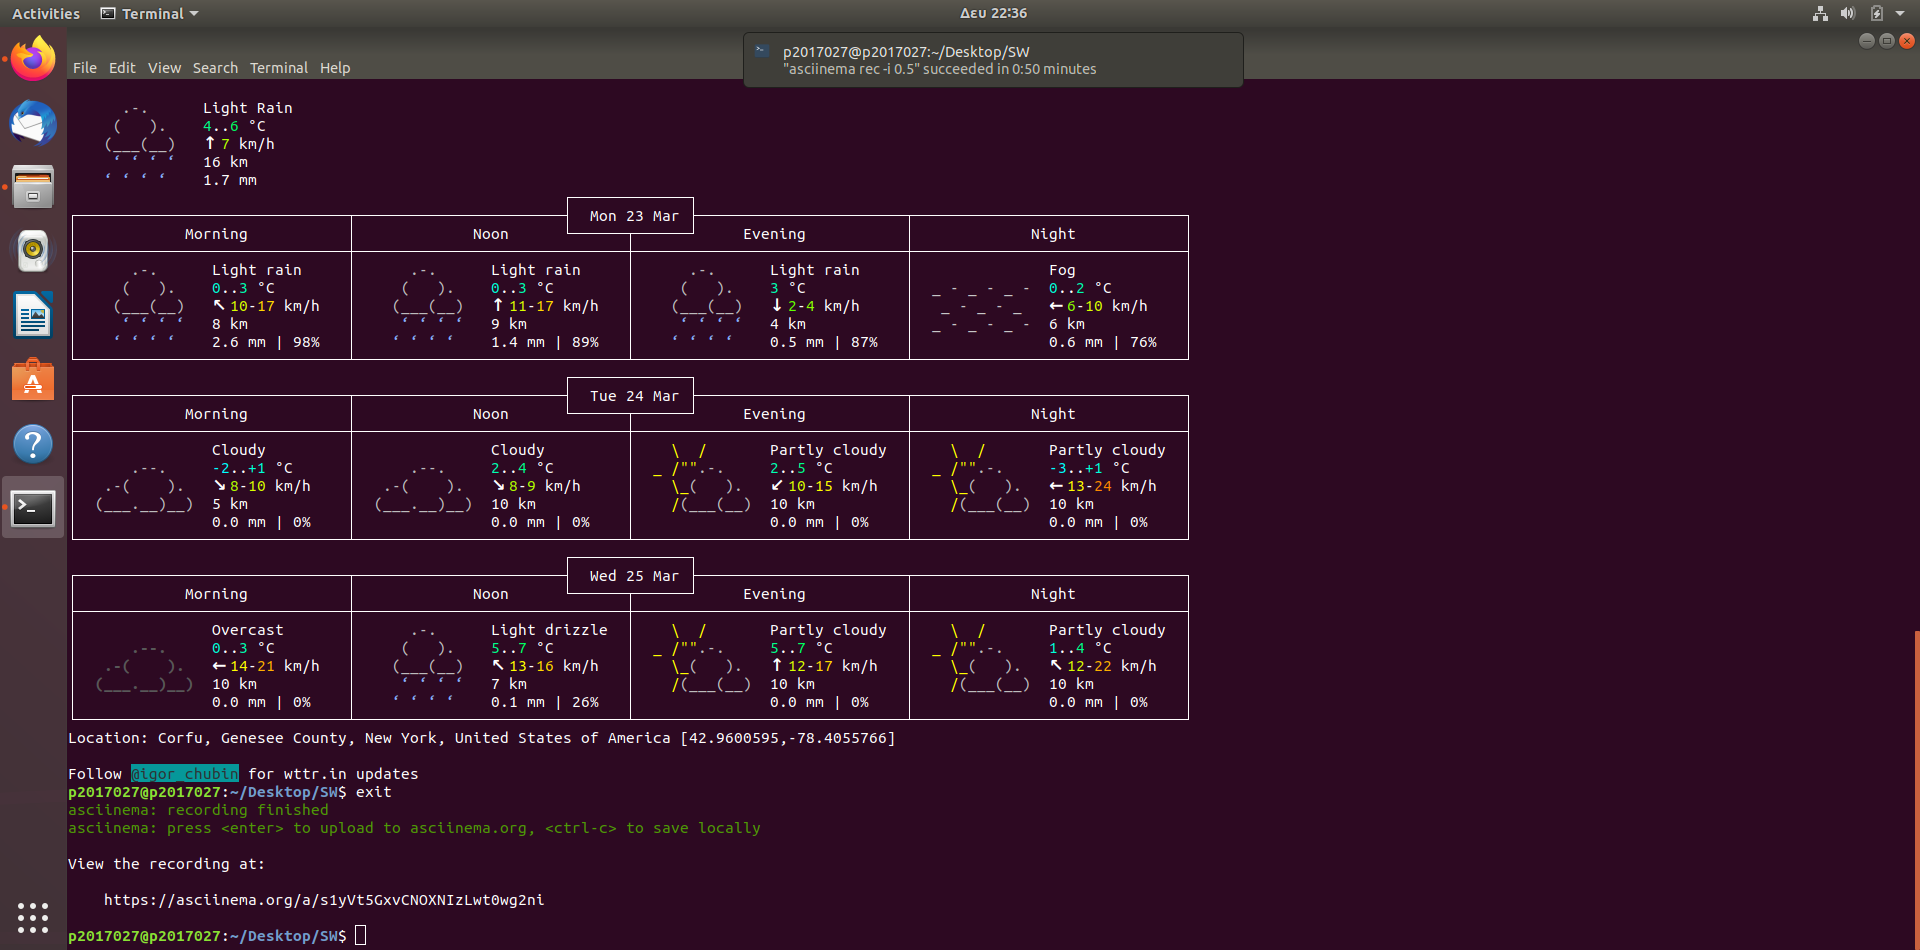 Activities Terminal Δευ 22:36
p2017027@p2017027:~/Desktop/SW
"asciinema rec -i 0.5" succeeded in 0:50 minutes
File Edit View Search Terminal Help
Light Rain
4..6 °C
↑ 7 km/h
16 km
1.7 mm
Mon 23 Mar
Morning Noon Evening Night
Light rain Light rain Light rain Fog
0..3 °C 0..3 °C 3 °C 0..2 °C
↖ 10-17 km/h ↑ 11-17 km/h ↓ 2-4 km/h ← 6-10 km/h
8 km 9 km 4 km 6 km
2.6 mm | 98% 1.4 mm | 89% 0.5 mm | 87% 0.6 mm | 76%
Tue 24 Mar
Morning Noon Evening Night
Cloudy Cloudy Partly cloudy Partly cloudy
-2..+1 °C 2..4 °C 2..5 °C -3..+1 °C
↘ 8-10 km/h ↘ 8-9 km/h ↙ 10-15 km/h ← 13-24 km/h
5 km 10 km 10 km 10 km
0.0 mm | 0% 0.0 mm | 0% 0.0 mm | 0% 0.0 mm | 0%
Wed 25 Mar
Morning Noon Evening Night
Overcast Light drizzle Partly cloudy Partly cloudy
0..3 °C 5..7 °C 5..7 °C 1..4 °C
← 14-21 km/h ↖ 13-16 km/h ↑ 12-17 km/h ↖ 12-22 km/h
10 km 7 km 10 km 10 km
0.0 mm | 0% 0.1 mm | 26% 0.0 mm | 0% 0.0 mm | 0%
Location: Corfu, Genesee County, New York, United States of America [42.9600595,-78.4055766]
Follow @igor_chubin for wttr.in updates
p2017027@p2017027:~/Desktop/SW$ exit
asciinema: recording finished
asciinema: press <enter> to upload to asciinema.org, <ctrl-c> to save locally
View the recording at:
https://asciinema.org/a/s1yVt5GxvCNOXNIzLwt0wg2ni
p2017027@p2017027:~/Desktop/SW$